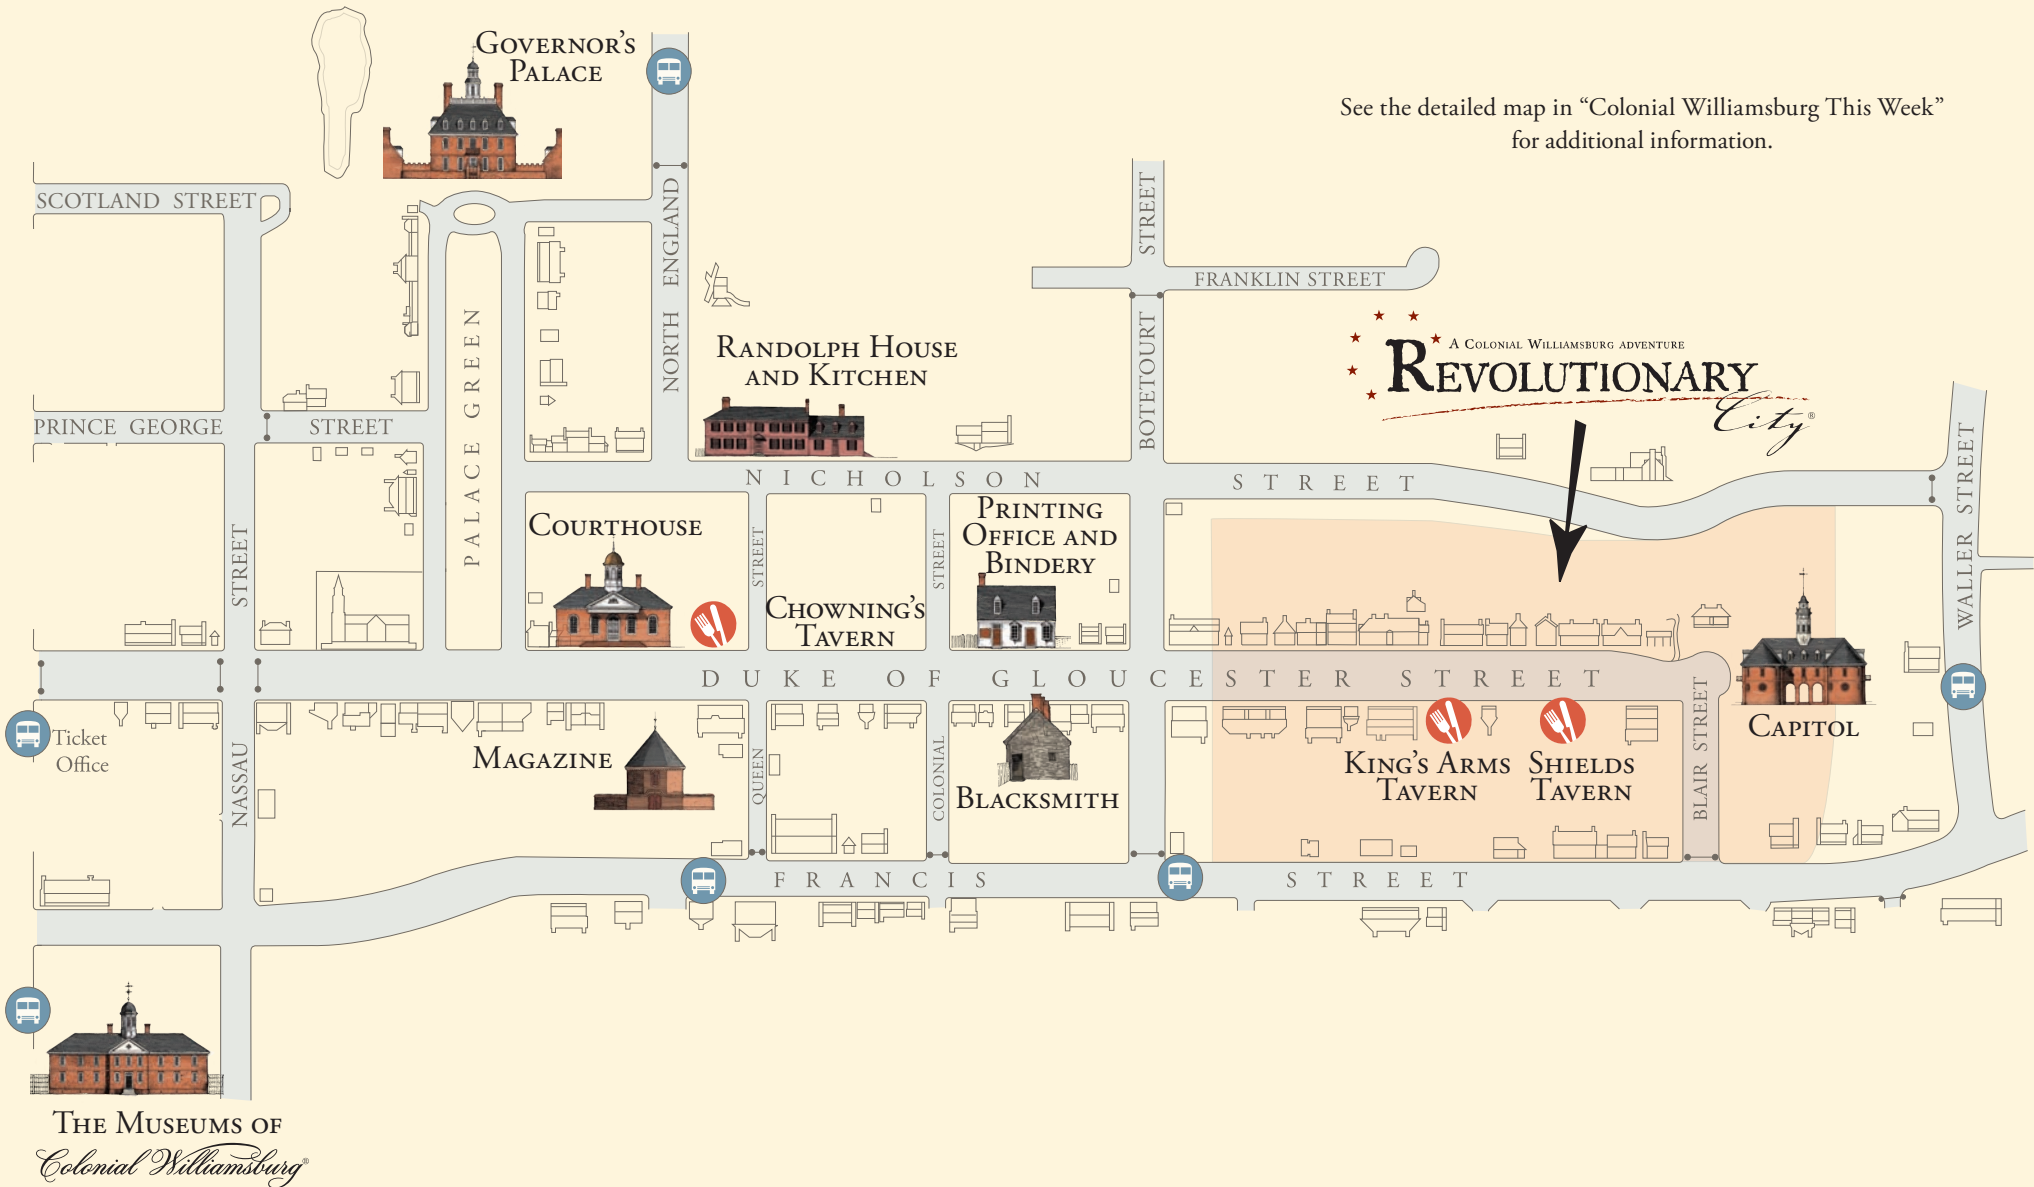 GOVERNOR'S
PALACE
See the detailed map in “Colonial Williamsburg This Week”
for additional information.
SCOTLAND STREET
NORTH ENGLAND
STREET
FRANKLIN STREET
BOTETOURT
PALACE GREEN
RANDOLPH HOUSE
AND KITCHEN
A COLONIAL WILLIAMSBURG ADVENTURE
REVOLUTIONARY
City®
PRINCE GEORGE STREET
NICHOLSON STREET
WALLER STREET
COURTHOUSE
STREET
STREET
STREET
PRINTING
OFFICE AND
BINDERY
CHOWNING'S
TAVERN
DUKE OF GLOUCESTER STREET
Ticket
Office
NASSAU
MAGAZINE
QUEEN
COLONIAL
BLACKSMITH
KING'S ARMS
TAVERN
SHIELDS
TAVERN
BLAIR STREET
CAPITOL
FRANCIS STREET
THE MUSEUMS OF
Colonial Williamsburg®